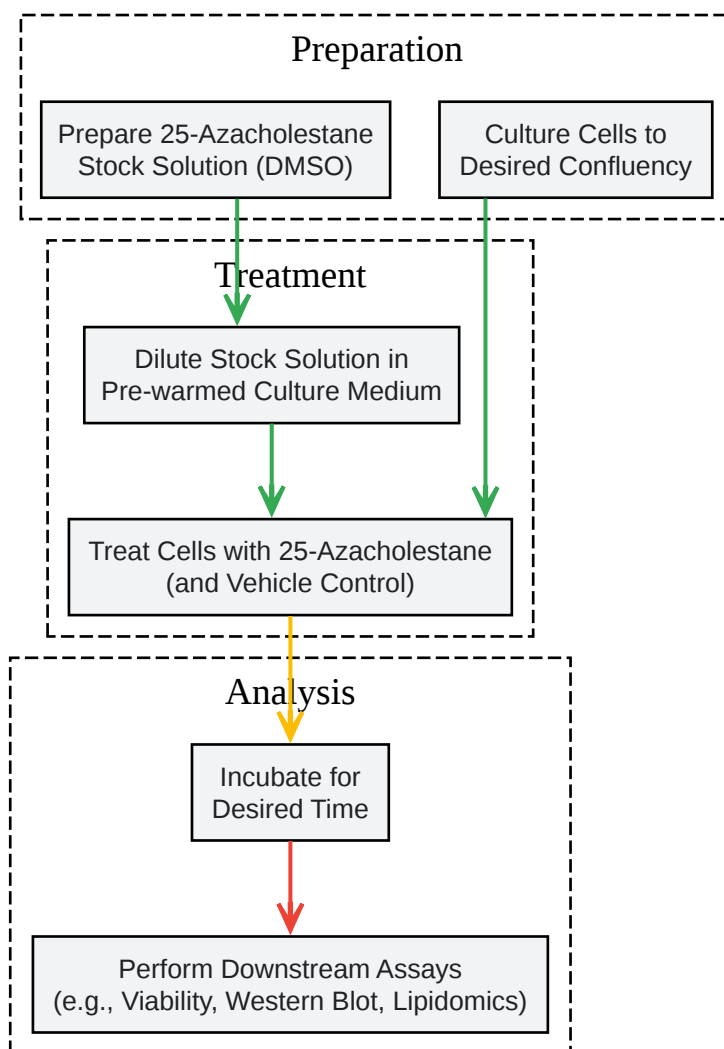 Preparation
Prepare 25-Azacholestane
Stock Solution (DMSO)
Culture Cells to
Desired Confluency
Treatment
Dilute Stock Solution in
Pre-warmed Culture Medium
Treat Cells with 25-Azacholestane
(and Vehicle Control)
Analysis
Incubate for
Desired Time
Perform Downstream Assays
(e.g., Viability, Western Blot, Lipidomics)